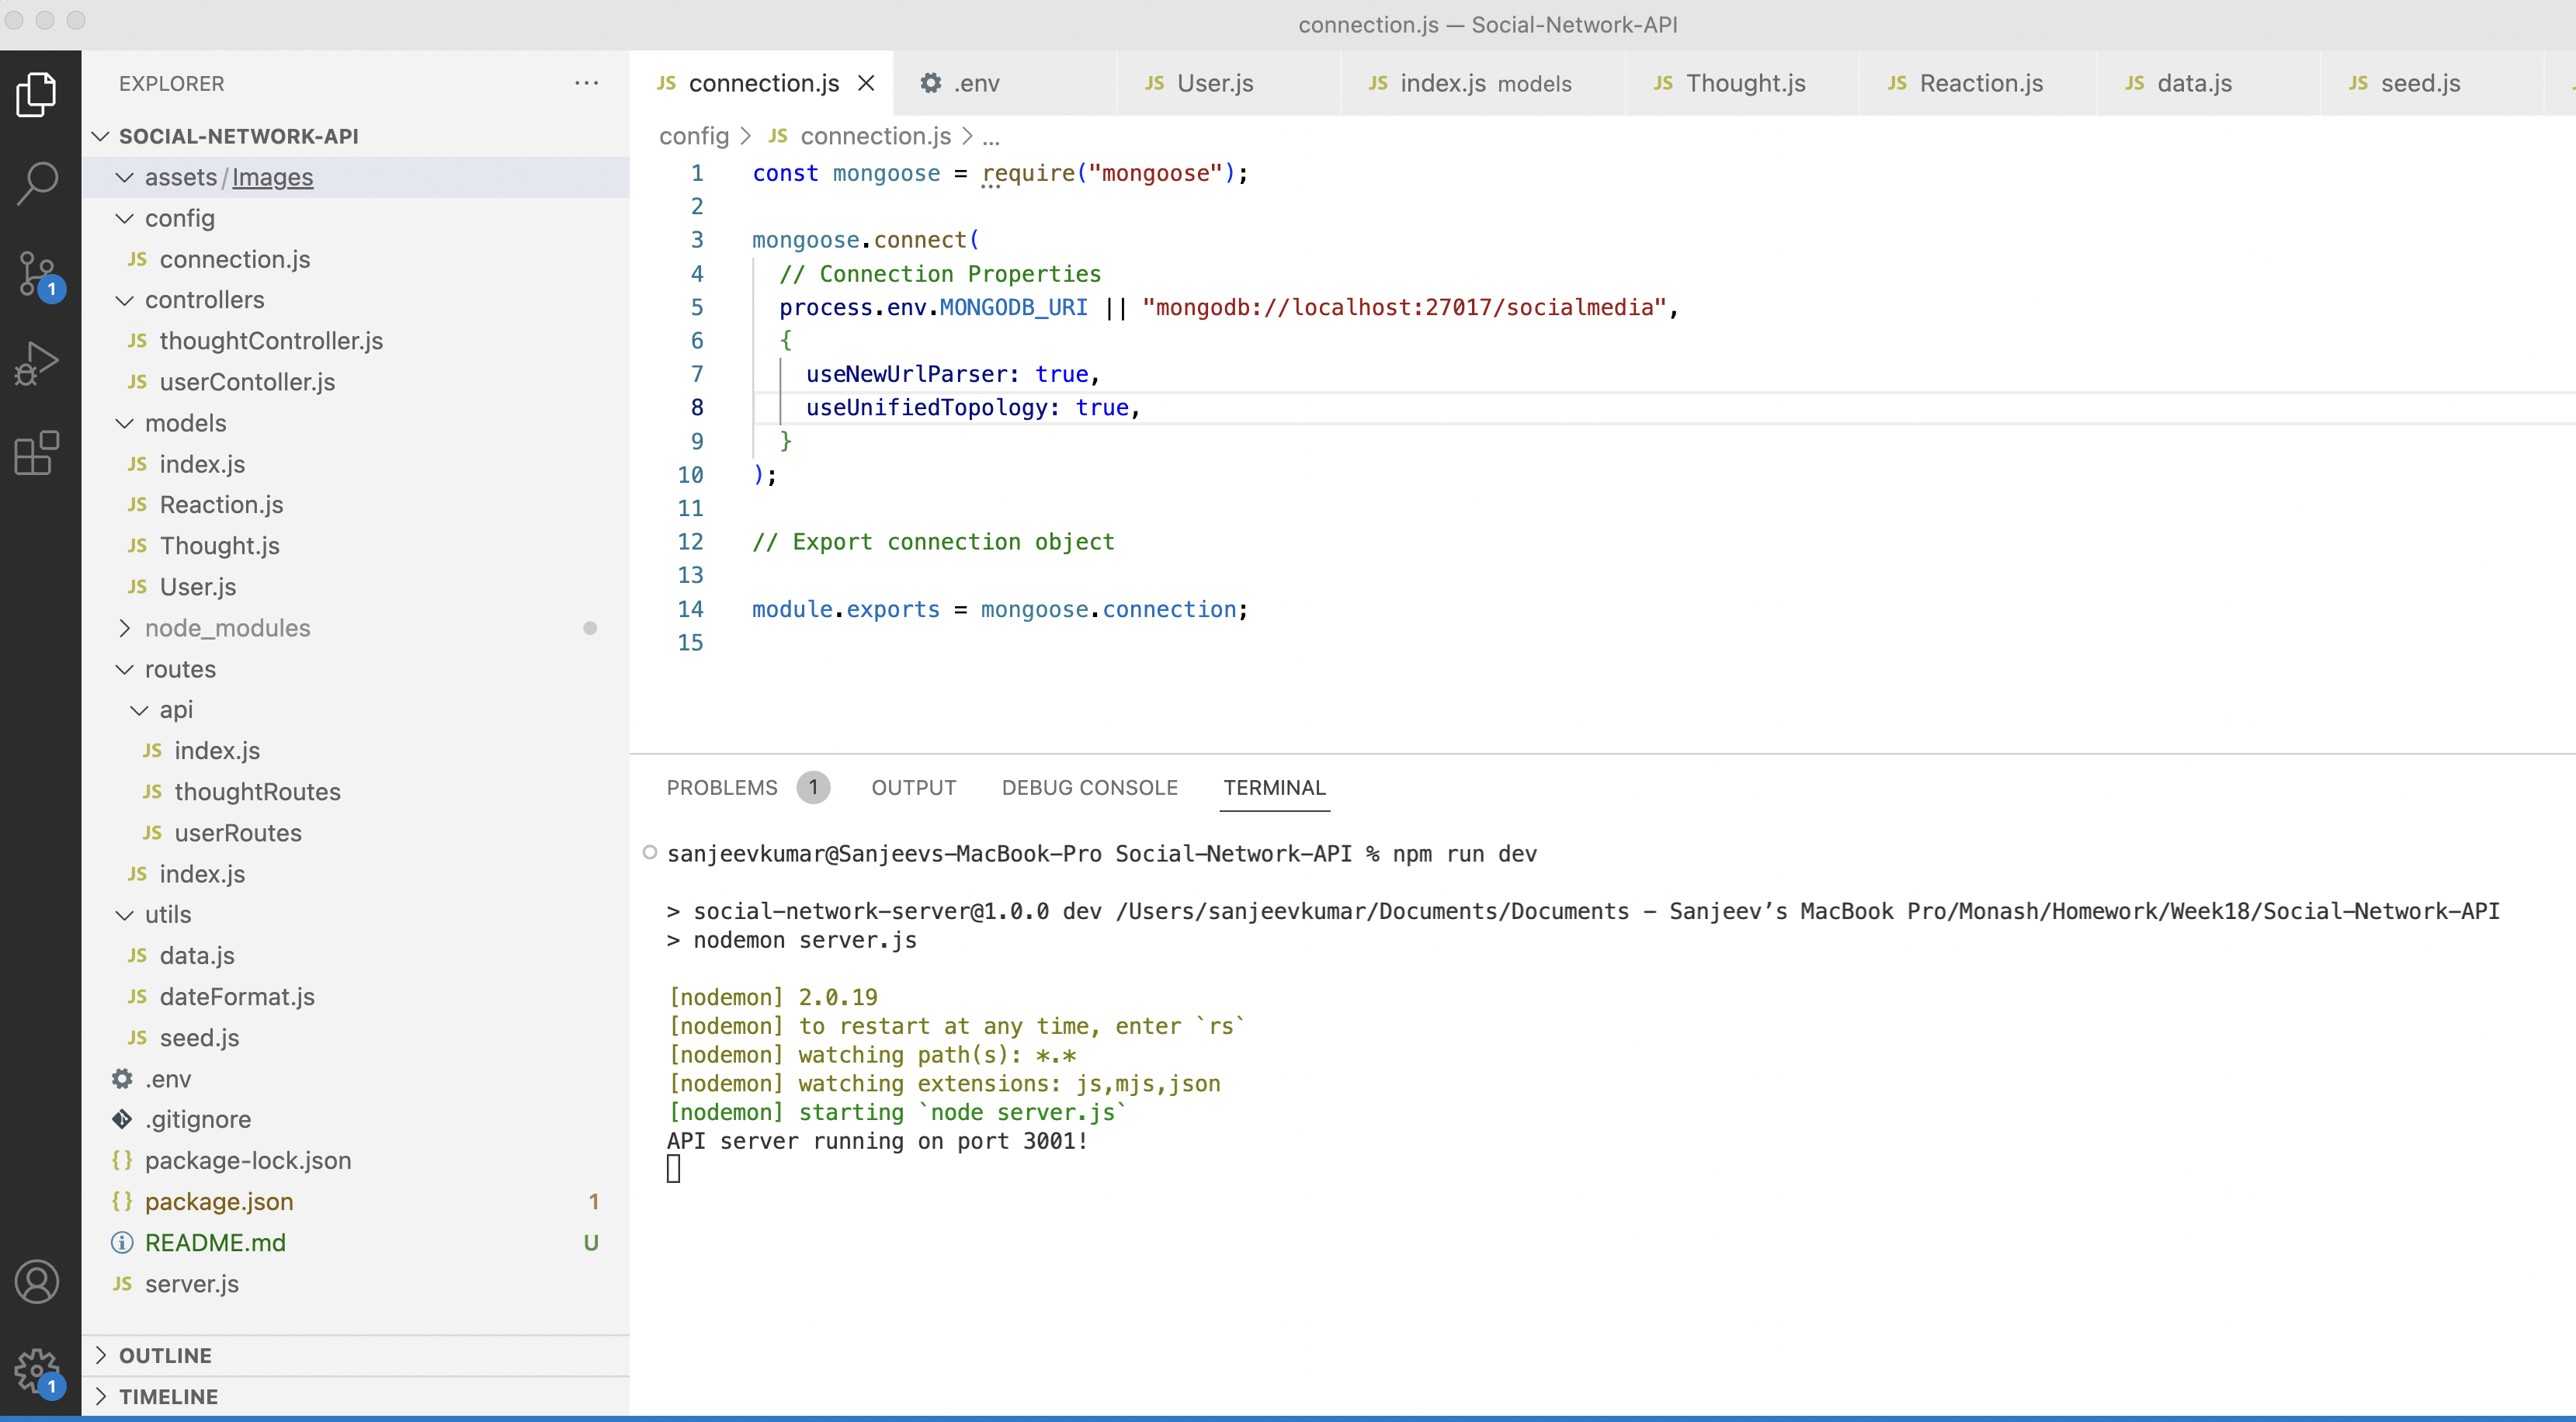 connection.js — Social-Network-API
EXPLORER ...
SOCIAL-NETWORK-API
assets/Images
config
JS connection.js
controllers
JS thoughtController.js
JS userContoller.js
models
JS index.js
JS Reaction.js
JS Thought.js
JS User.js
node_modules
routes
api
JS index.js
JS thoughtRoutes
JS userRoutes
JS index.js
utils
JS data.js
JS dateFormat.js
JS seed.js
.env
.gitignore
{} package-lock.json
{} package.json 1
README.md U
JS server.js
OUTLINE
TIMELINE
1
1
JS connection.js .env JS User.js JS index.js models JS Thought.js JS Reaction.js JS data.js JS seed.js
config > JS connection.js > ...
1 const mongoose = require("mongoose");
2
3 mongoose.connect(
4 // Connection Properties
5 process.env.MONGODB_URI || "mongodb://localhost:27017/socialmedia",
6 {
7 useNewUrlParser: true,
8 useUnifiedTopology: true,
9 }
10 );
11
12 // Export connection object
13
14 module.exports = mongoose.connection;
15
PROBLEMS 1 OUTPUT DEBUG CONSOLE TERMINAL
sanjeevkumar@Sanjeevs-MacBook-Pro Social-Network-API % npm run dev
> social-network-server@1.0.0 dev /Users/sanjeevkumar/Documents/Documents - Sanjeev’s MacBook Pro/Monash/Homework/Week18/Social-Network-API
> nodemon server.js
[nodemon] 2.0.19
[nodemon] to restart at any time, enter `rs`
[nodemon] watching path(s): *.*
[nodemon] watching extensions: js,mjs,json
[nodemon] starting `node server.js`
API server running on port 3001!